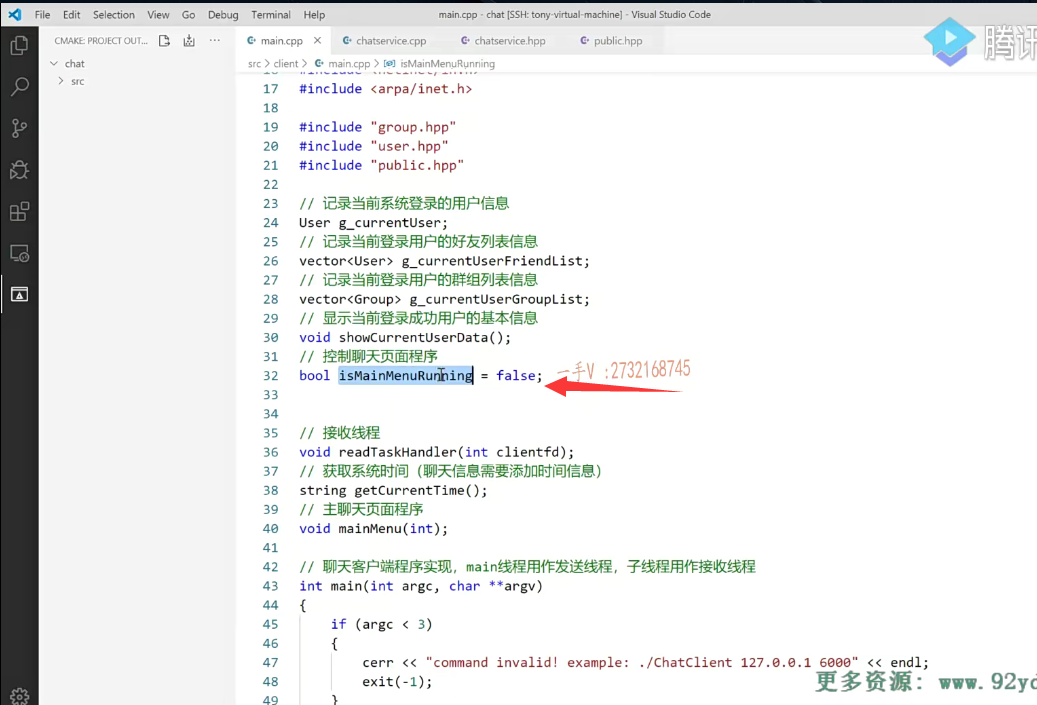 File Edit Selection View Go Debug Terminal Help
main.cpp - chat [SSH: tony-virtual-machine] - Visual Studio Code
CMAKE: PROJECT OUT... ···
chat
src
main.cpp × chatservice.cpp chatservice.hpp public.hpp
腾讯
src > client > main.cpp > isMainMenuRunning
17 #include <arpa/inet.h>
18
19 #include "group.hpp"
20 #include "user.hpp"
21 #include "public.hpp"
22
23 // 记录当前系统登录的用户信息
24 User g_currentUser;
25 // 记录当前登录用户的好友列表信息
26 vector<User> g_currentUserFriendList;
27 // 记录当前登录用户的群组列表信息
28 vector<Group> g_currentUserGroupList;
29 // 显示当前登录成功用户的基本信息
30 void showCurrentUserData();
31 // 控制聊天页面程序
32 bool isMainMenuRunning = false;
一手V :2732168745
33
34
35 // 接收线程
36 void readTaskHandler(int clientfd);
37 // 获取系统时间（聊天信息需要添加时间信息）
38 string getCurrentTime();
39 // 主聊天页面程序
40 void mainMenu(int);
41
42 // 聊天客户端程序实现，main线程用作发送线程，子线程用作接收线程
43 int main(int argc, char **argv)
44 {
45 if (argc < 3)
46 {
47 cerr << "command invalid! example: ./ChatClient 127.0.0.1 6000" << endl;
48 exit(-1);
49 }
更多资源: www.92yd